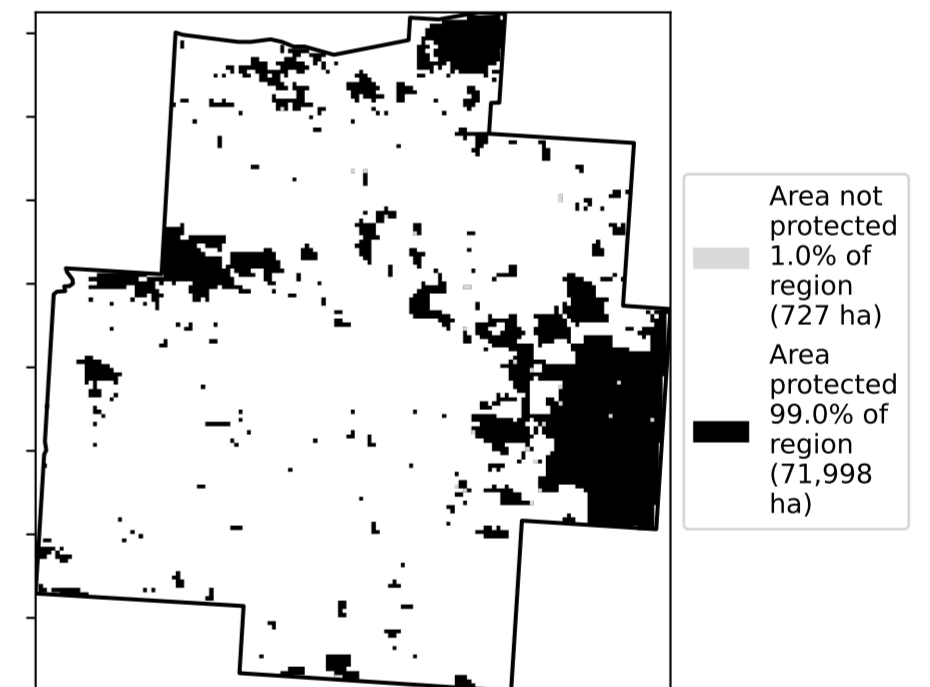 Area not
protected
1.0% of
region
(727 ha)
Area
protected
99.0% of
region
(71,998
ha)